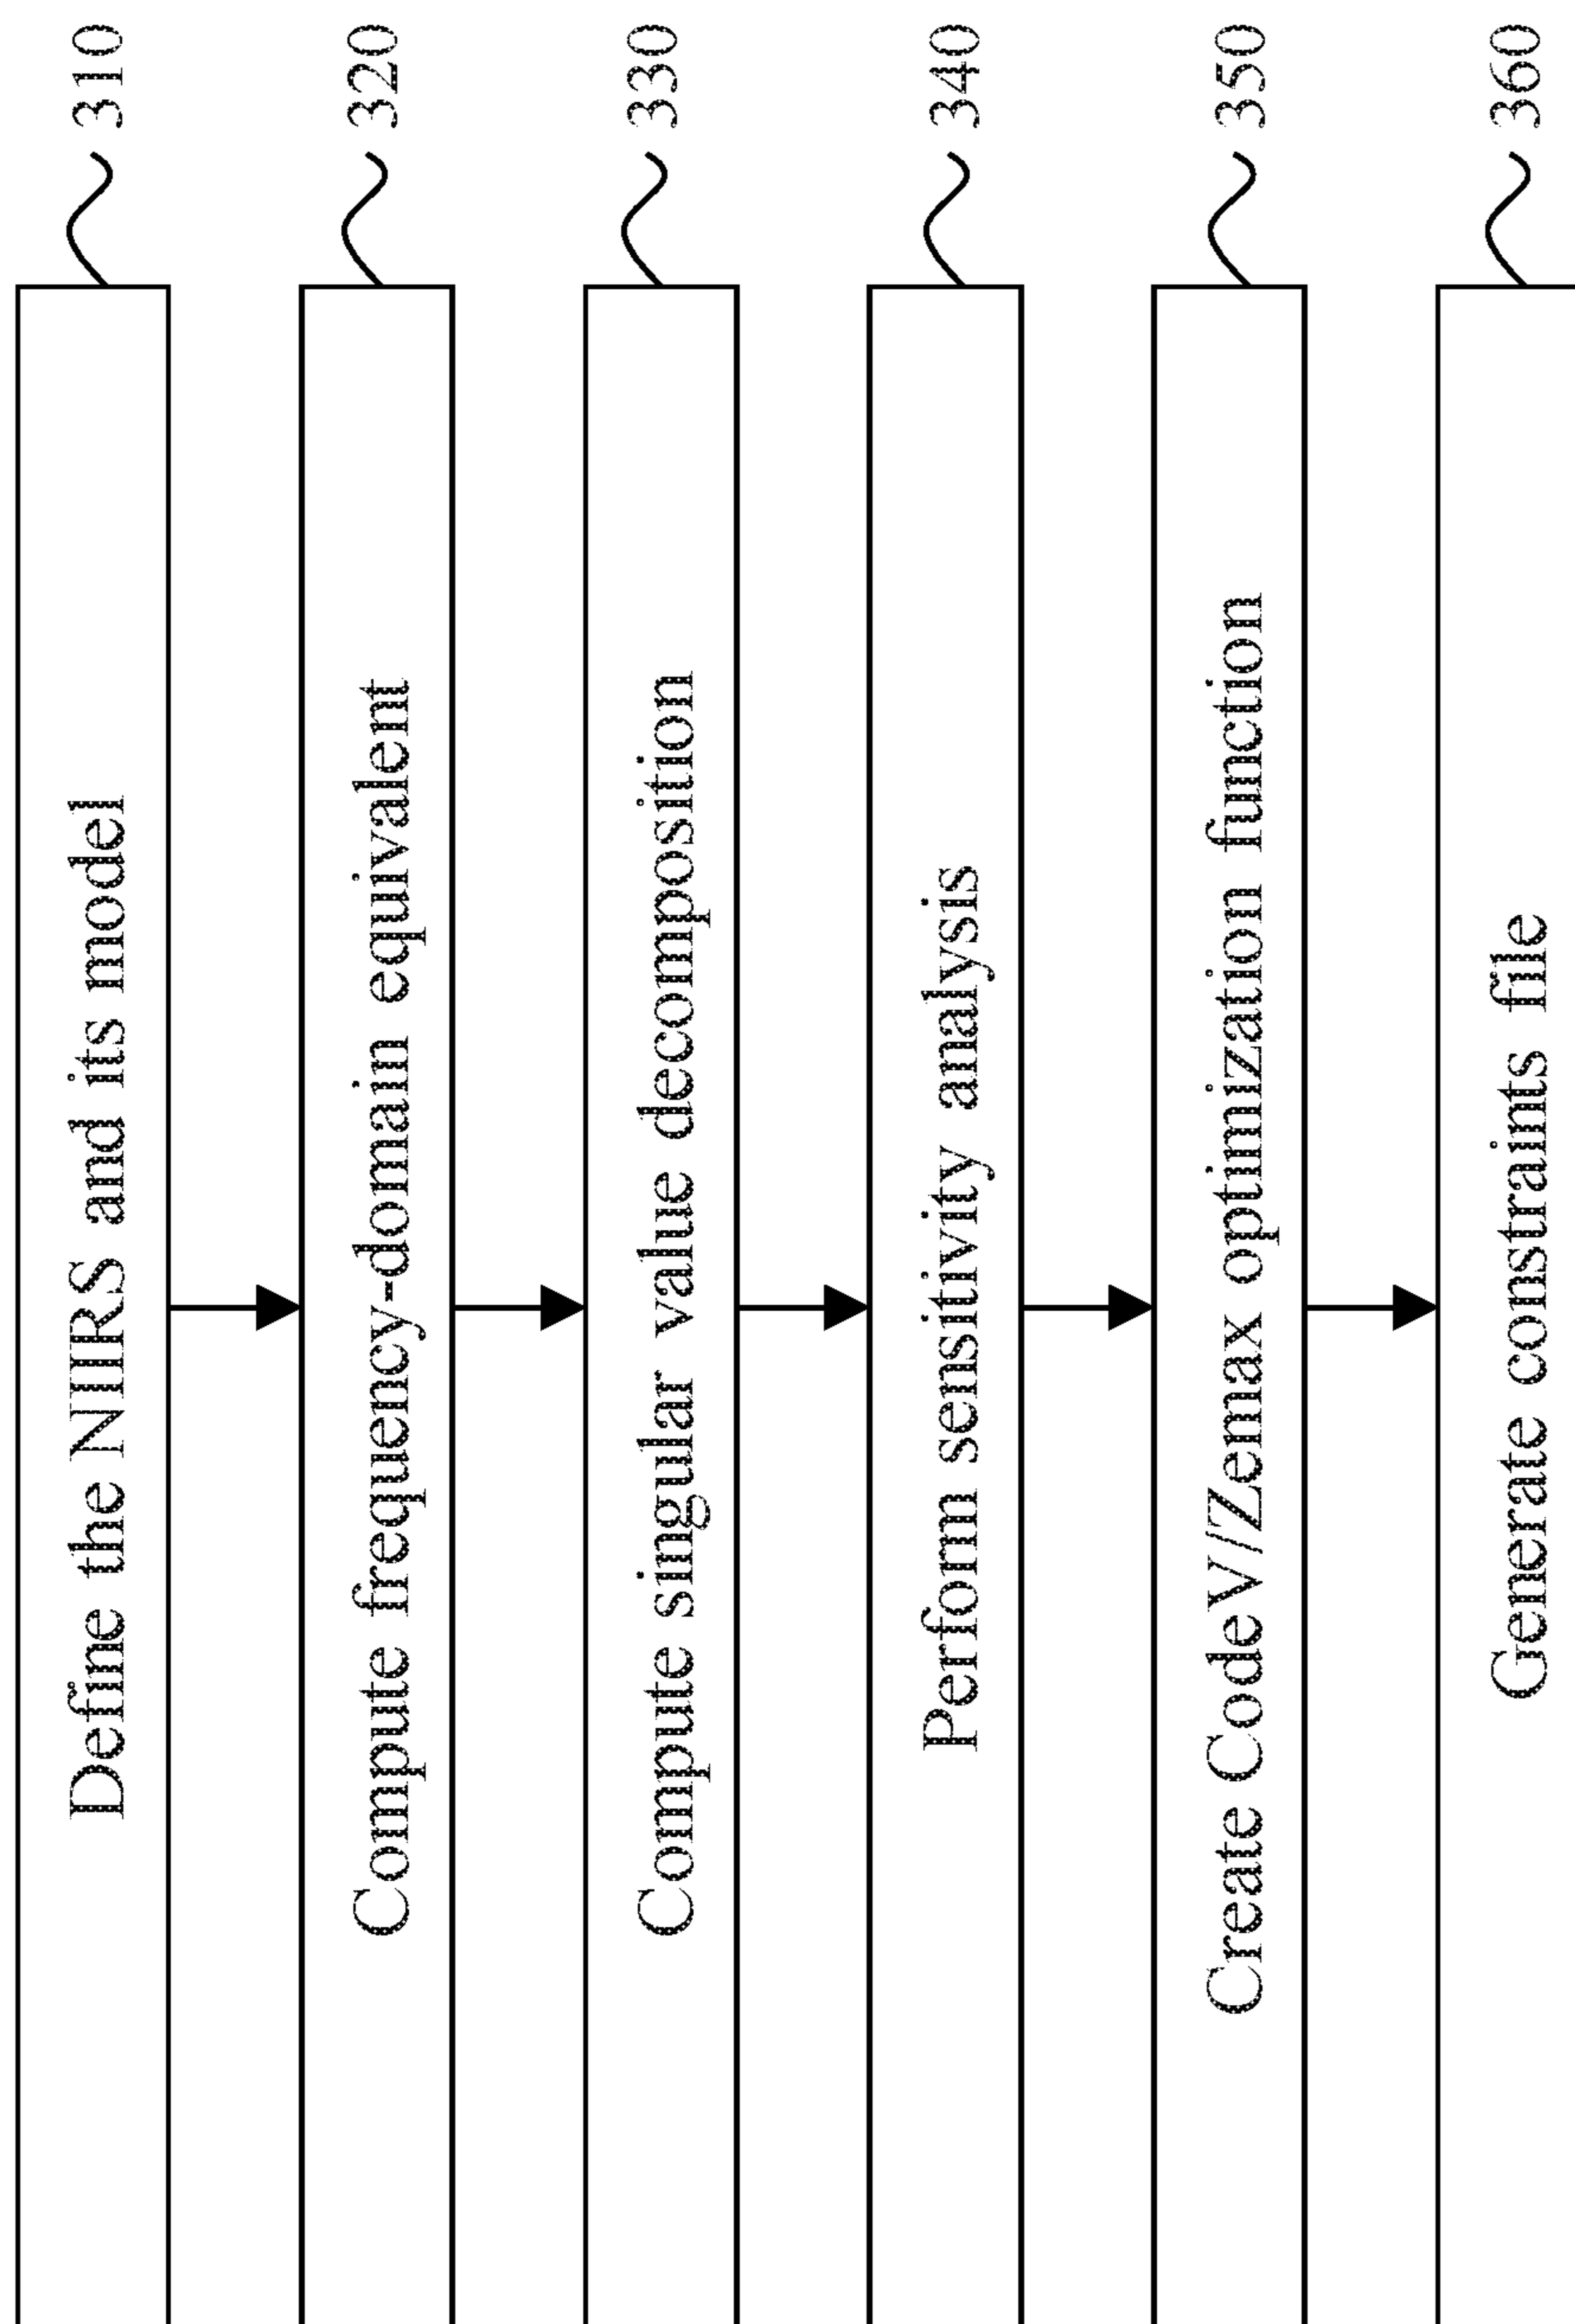 Define the NIIRS and its model
310
Compute frequency-domain equivalent
320
Compute singular value decomposition
330
Perform sensitivity analysis
340
Create CodeV/Zemax optimization function
350
Generate constraints file
360